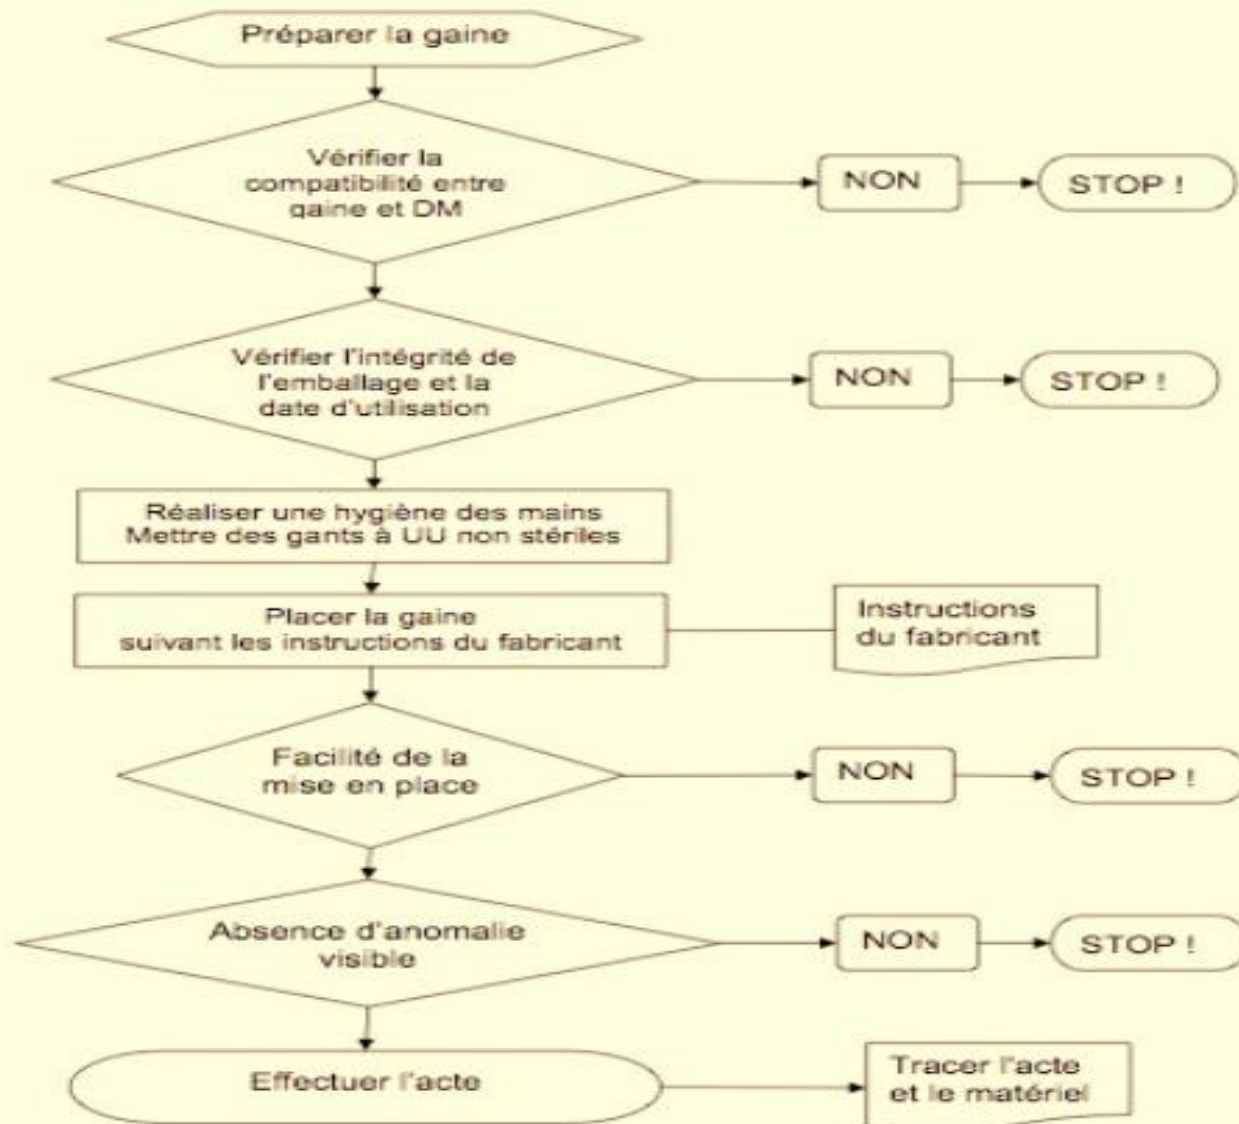 Préparer la gaine
Vérifier la
compatibilité entre
gaine et DM
NON
STOP !
Vérifier l'intégrité de
l'emballage et la
date d'utilisation
NON
STOP !
Réaliser une hygiène des mains
Mettre des gants à UU non stériles
Placer la gaine
suivant les instructions du fabricant
Instructions
du fabricant
Facilité de la
mise en place
NON
STOP !
Absence d'anomalie
visible
NON
STOP !
Effectuer l'acte
Tracer l'acte
et le matériel